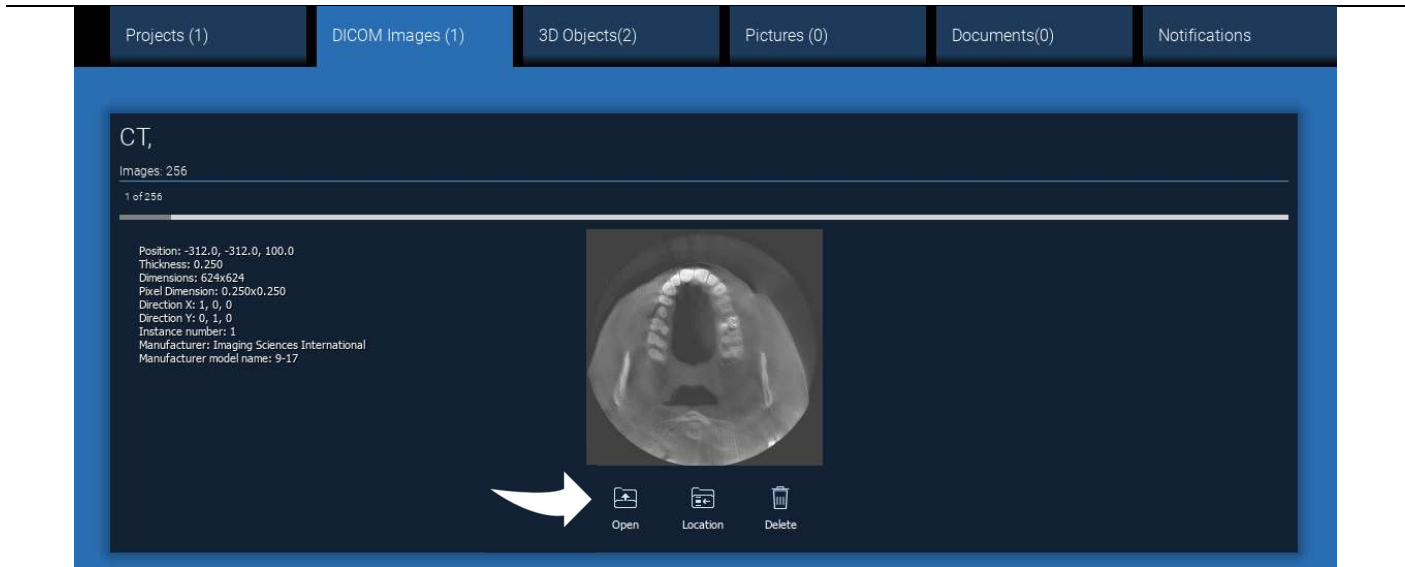 Projects (1)
DICOM Images (1)
3D Objects(2)
Pictures (0)
Documents(0)
Notifications
CT,
Images: 256
1 of 256
Position: -312.0, -312.0, 100.0
Thickness: 0.250
Dimensions: 624x624
Pixel Dimension: 0.250x0.250
Direction X: 1, 0, 0
Direction Y: 0, 1, 0
Instance number: 1
Manufacturer: Imaging Sciences International
Manufacturer model name: 9-17
Open
Location
Delete